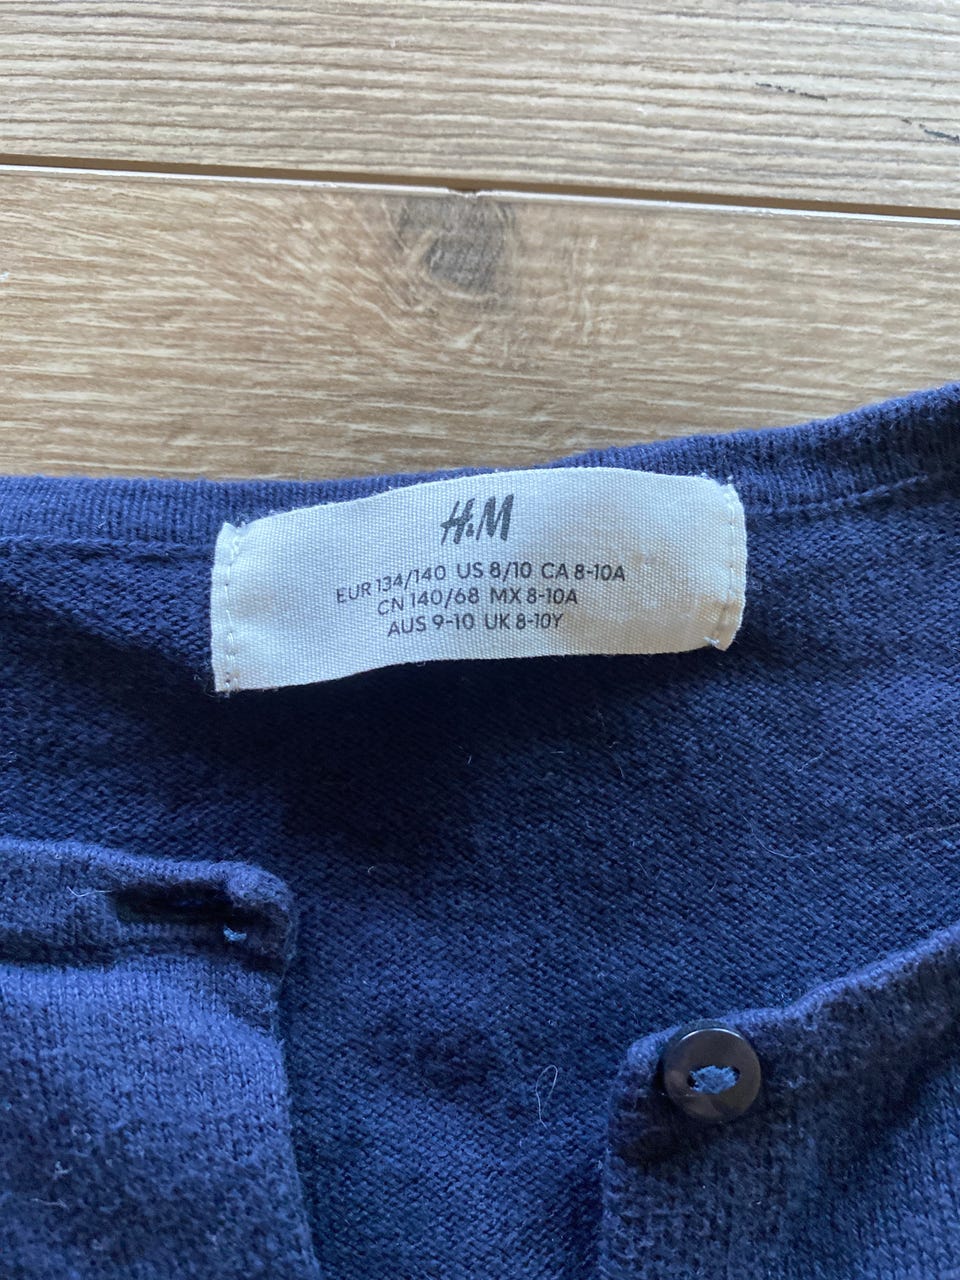 H&M
EUR 134/140 US 8/10 CA 8-10A
CN 140/68 MX 8-10A
AUS 9-10 UK 8-10Y